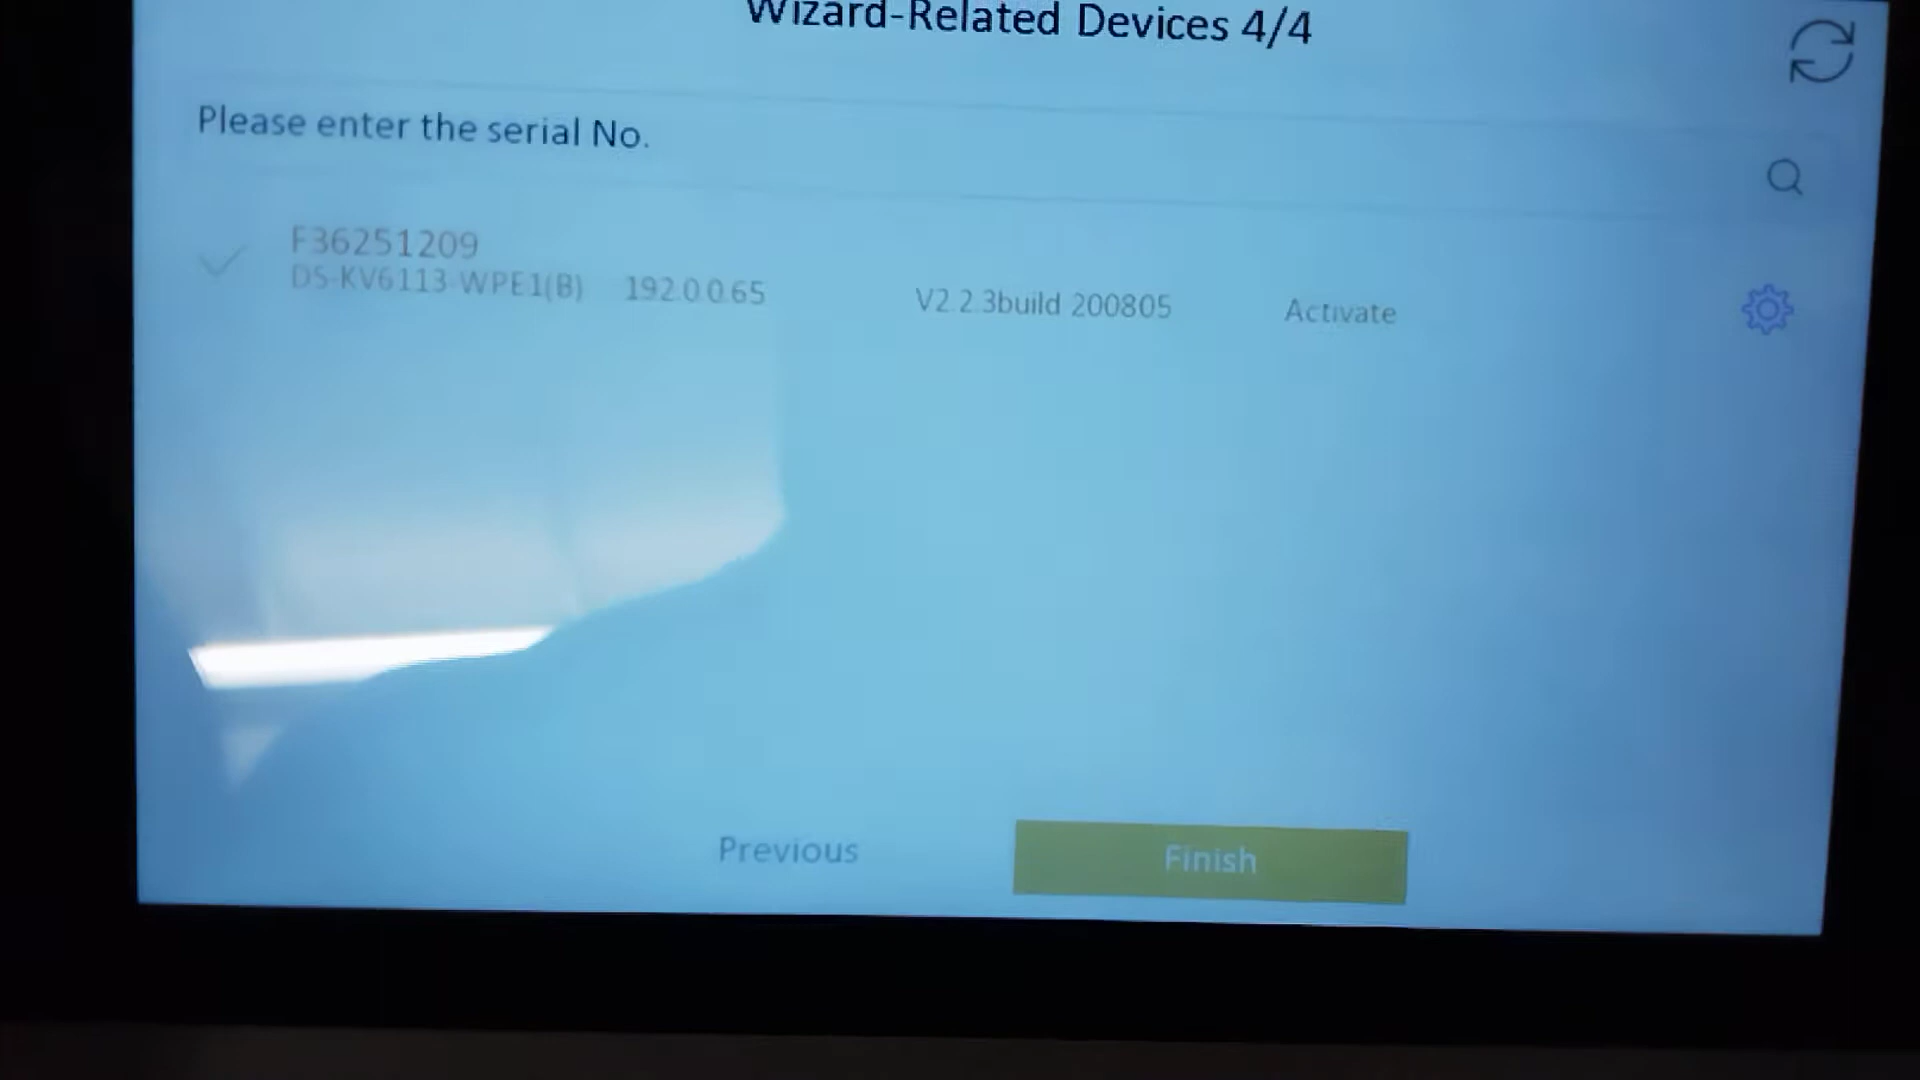 Wizard-Related Devices 4/4
Please enter the serial No.
F36251209
DS-KV6113-WPE1(B) 192.0.0.65 V2.2.3build 200805 Activate
Previous Finish